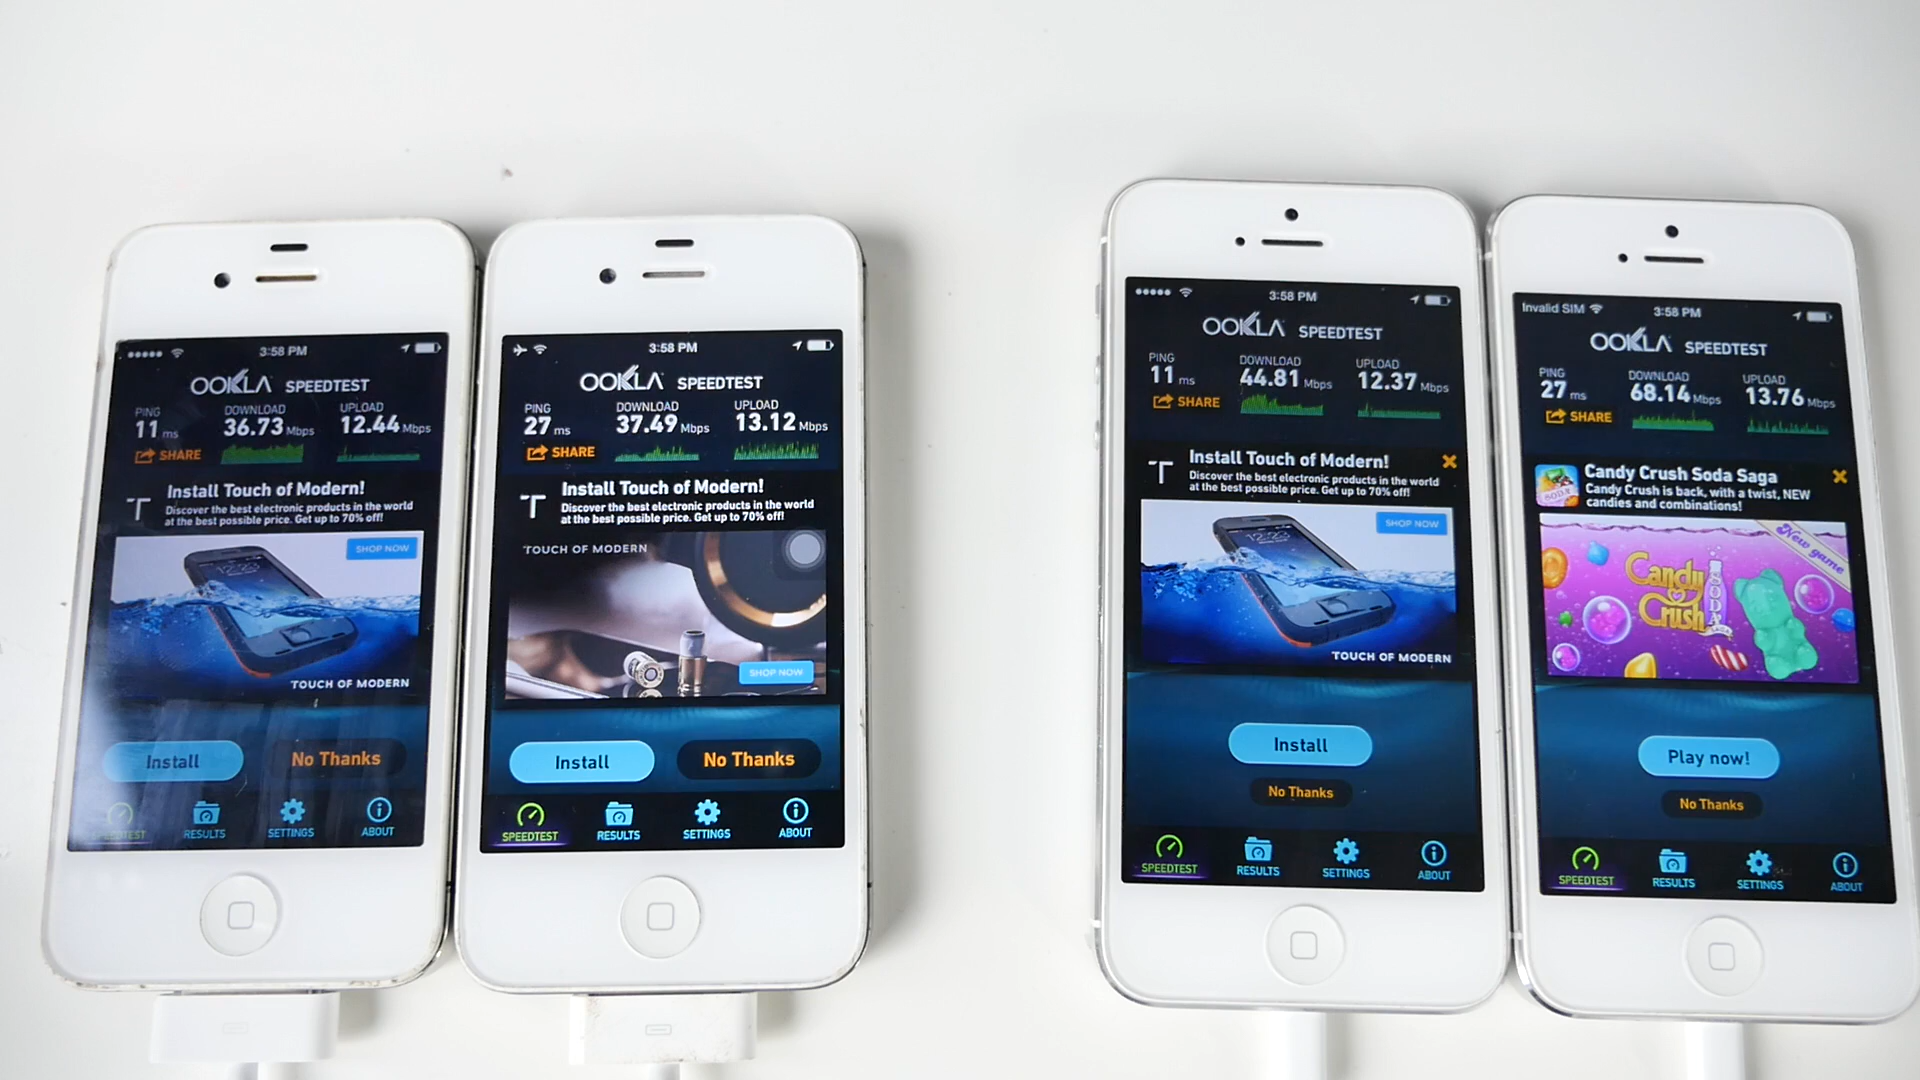 3:58 PM
OOKLA SPEEDTEST
PING
11 ms
DOWNLOAD
36.73 Mbps
UPLOAD
12.44 Mbps
SHARE
Install Touch of Modern!
Discover the best electronic products in the world
at the best possible price. Get up to 70% off!
SHOP NOW
TOUCH OF MODERN
Install
No Thanks
SPEEDTEST
RESULTS
SETTINGS
ABOUT
3:58 PM
OOKLA SPEEDTEST
PING
27 ms
DOWNLOAD
37.49 Mbps
UPLOAD
13.12 Mbps
SHARE
Install Touch of Modern!
Discover the best electronic products in the world
at the best possible price. Get up to 70% off!
TOUCH OF MODERN
SHOP NOW
Install
No Thanks
SPEEDTEST
RESULTS
SETTINGS
ABOUT
3:58 PM
OOKLA SPEEDTEST
PING
11 ms
DOWNLOAD
44.81 Mbps
UPLOAD
12.37 Mbps
SHARE
Install Touch of Modern!
Discover the best electronic products in the world
at the best possible price. Get up to 70% off!
SHOP NOW
TOUCH OF MODERN
Install
No Thanks
SPEEDTEST
RESULTS
SETTINGS
ABOUT
Invalid SIM
3:58 PM
OOKLA SPEEDTEST
PING
27 ms
DOWNLOAD
68.14 Mbps
UPLOAD
13.76 Mbps
SHARE
SODA
Candy Crush Soda Saga
Candy Crush is back, with a twist, NEW
candies and combinations!
New game
Candy
Crush
SODA
Play now!
No Thanks
SPEEDTEST
RESULTS
SETTINGS
ABOUT